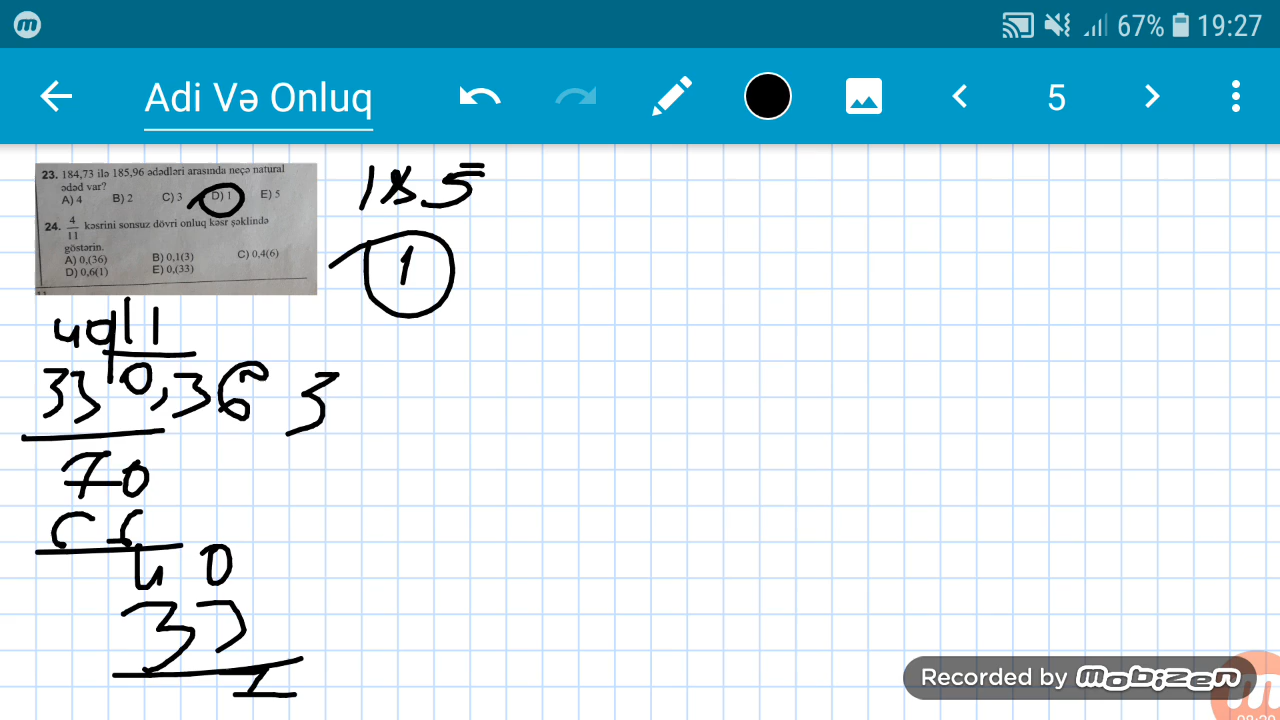 67% 19:27
Adi Və Onluq
5
23. 184,73 ilə 185,96 ədədləri arasında neçə natural
ədəd var?
A) 4 B) 2 C) 3 D) 1 E) 5
24. 4/11 kəsrini sonsuz dövri onluq kəsr şəklində
göstərin.
A) 0,(36) B) 0,1(3) C) 0,4(6)
D) 0,6(1) E) 0,(33)
185
1
40 11
33 0,36 3
70
66
40
33
7
Recorded by MOBIZEN